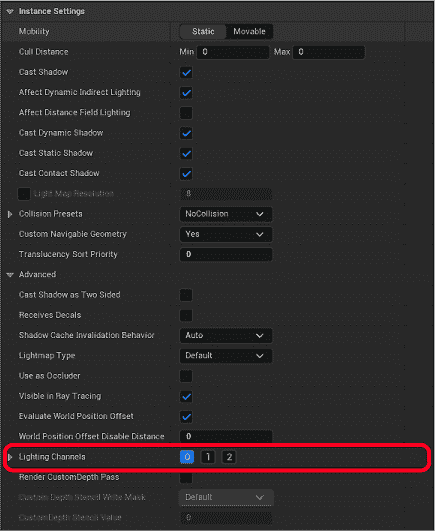 Instance Settings
Mobility Static Movable
Cull Distance Min 0 Max 0
Cast Shadow
Affect Dynamic Indirect Lighting
Affect Distance Field Lighting
Cast Dynamic Shadow
Cast Static Shadow
Cast Contact Shadow
Light Map Resolution 8
Collision Presets NoCollision
Custom Navigable Geometry Yes
Translucency Sort Priority 0
Advanced
Cast Shadow as Two Sided
Receives Decals
Shadow Cache Invalidation Behavior Auto
Lightmap Type Default
Use as Occluder
Visible in Ray Tracing
Evaluate World Position Offset
World Position Offset Disable Distance 0
Lighting Channels 0 1 2
Render CustomDepth Pass
Custom Depth Stencil Write Mask Default
CustomDepth Stencil Value 0